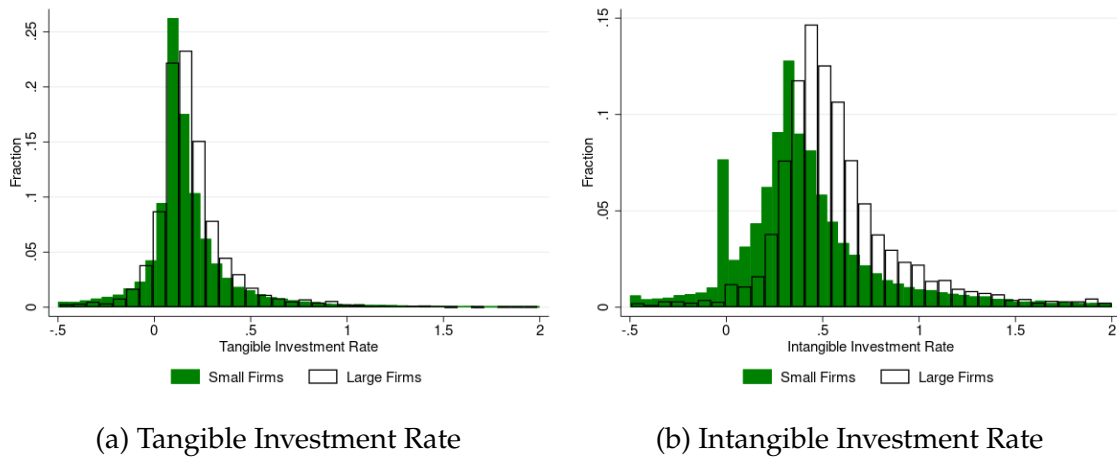 Fraction
.25
.2
.15
.1
.05
0
-.5 0 .5 1 1.5 2
Tangible Investment Rate
Small Firms Large Firms
(a) Tangible Investment Rate
Fraction
.15
.1
.05
0
-.5 0 .5 1 1.5 2
Intangible Investment Rate
Small Firms Large Firms
(b) Intangible Investment Rate